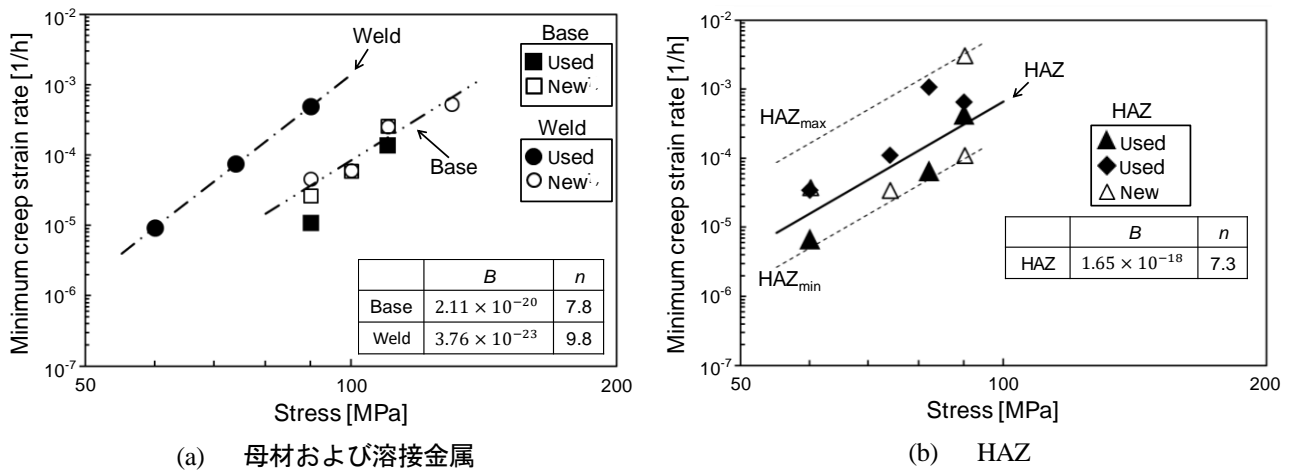 Minimum creep strain rate [1/h]
10-2
10-3
10-4
10-5
10-6
10-7
50
100
200
Stress [MPa]
Weld
Base
Base
Used
New
Weld
Used
New
B n
Base 2.11 × 10−20 7.8
Weld 3.76 × 10−23 9.8
(a) 母材および溶接金属
Minimum creep strain rate [1/h]
10-2
10-3
10-4
10-5
10-6
10-7
50
100
200
Stress [MPa]
HAZmax
HAZmin
HAZ
HAZ
Used
Used
New
B n
HAZ 1.65 × 10−18 7.3
(b) HAZ